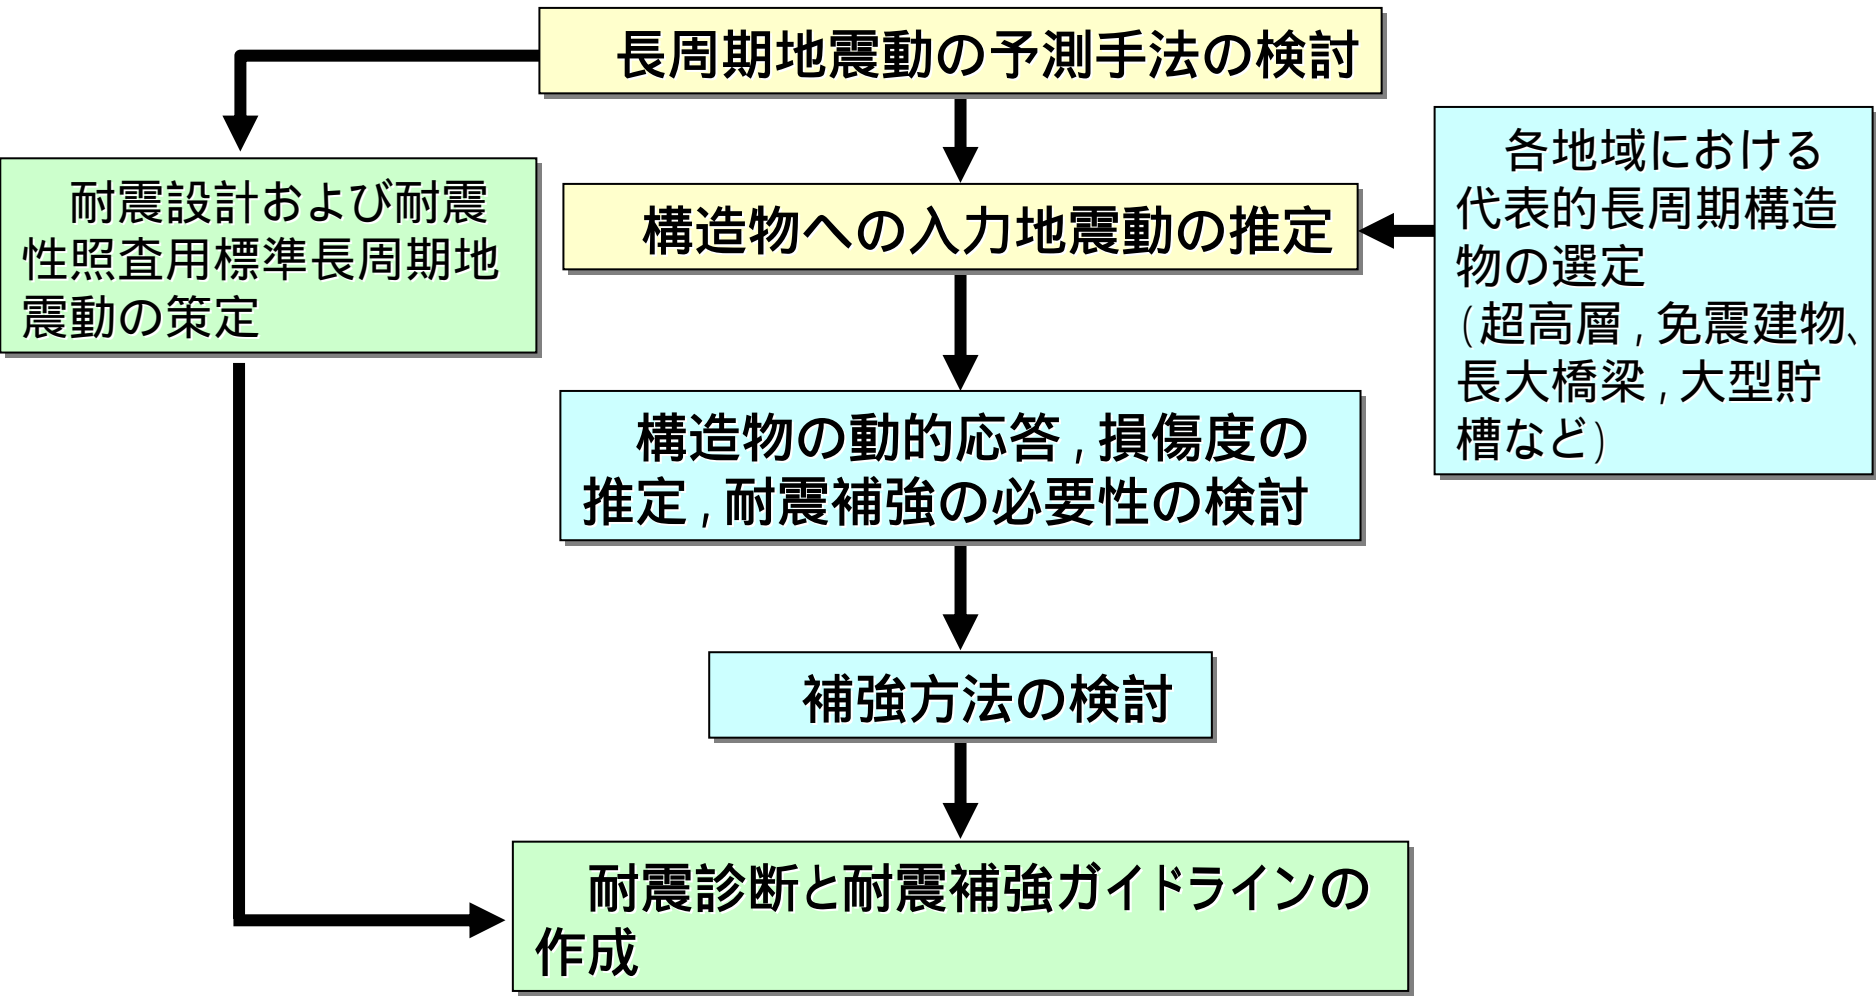 長周期地震動の予測手法の検討
耐震設計および耐震
性照査用標準長周期地
震動の策定
構造物への入力地震動の推定
各地域における
代表的長周期構造
物の選定
(超高層,免震建物、
長大橋梁,大型貯
槽など)
構造物の動的応答,損傷度の
推定,耐震補強の必要性の検討
補強方法の検討
耐震診断と耐震補強ガイドラインの
作成